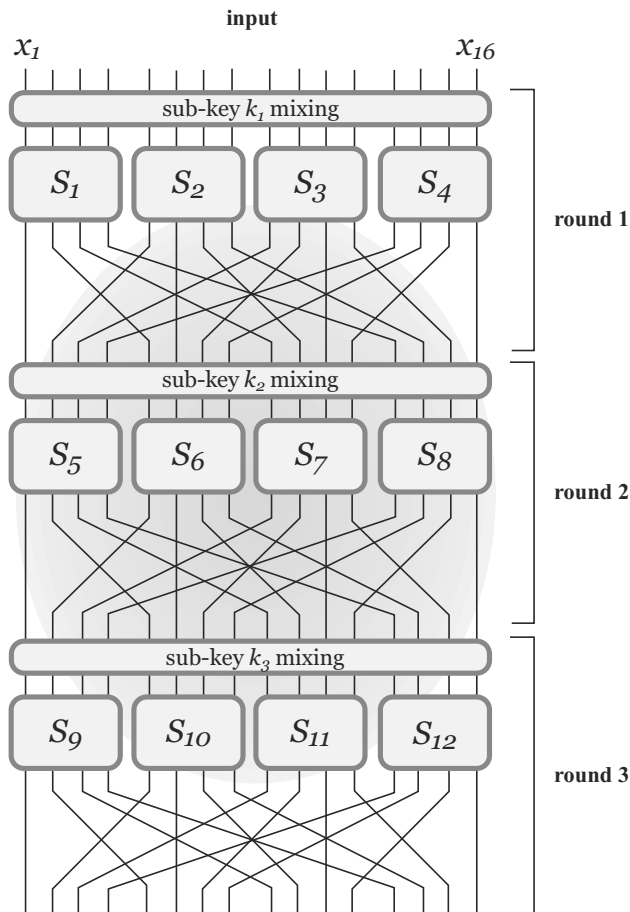 input
x₁ x₁₆
sub-key k₁ mixing
S₁ S₂ S₃ S₄
round 1
sub-key k₂ mixing
S₅ S₆ S₇ S₈
round 2
sub-key k₃ mixing
S₉ S₁₀ S₁₁ S₁₂
round 3